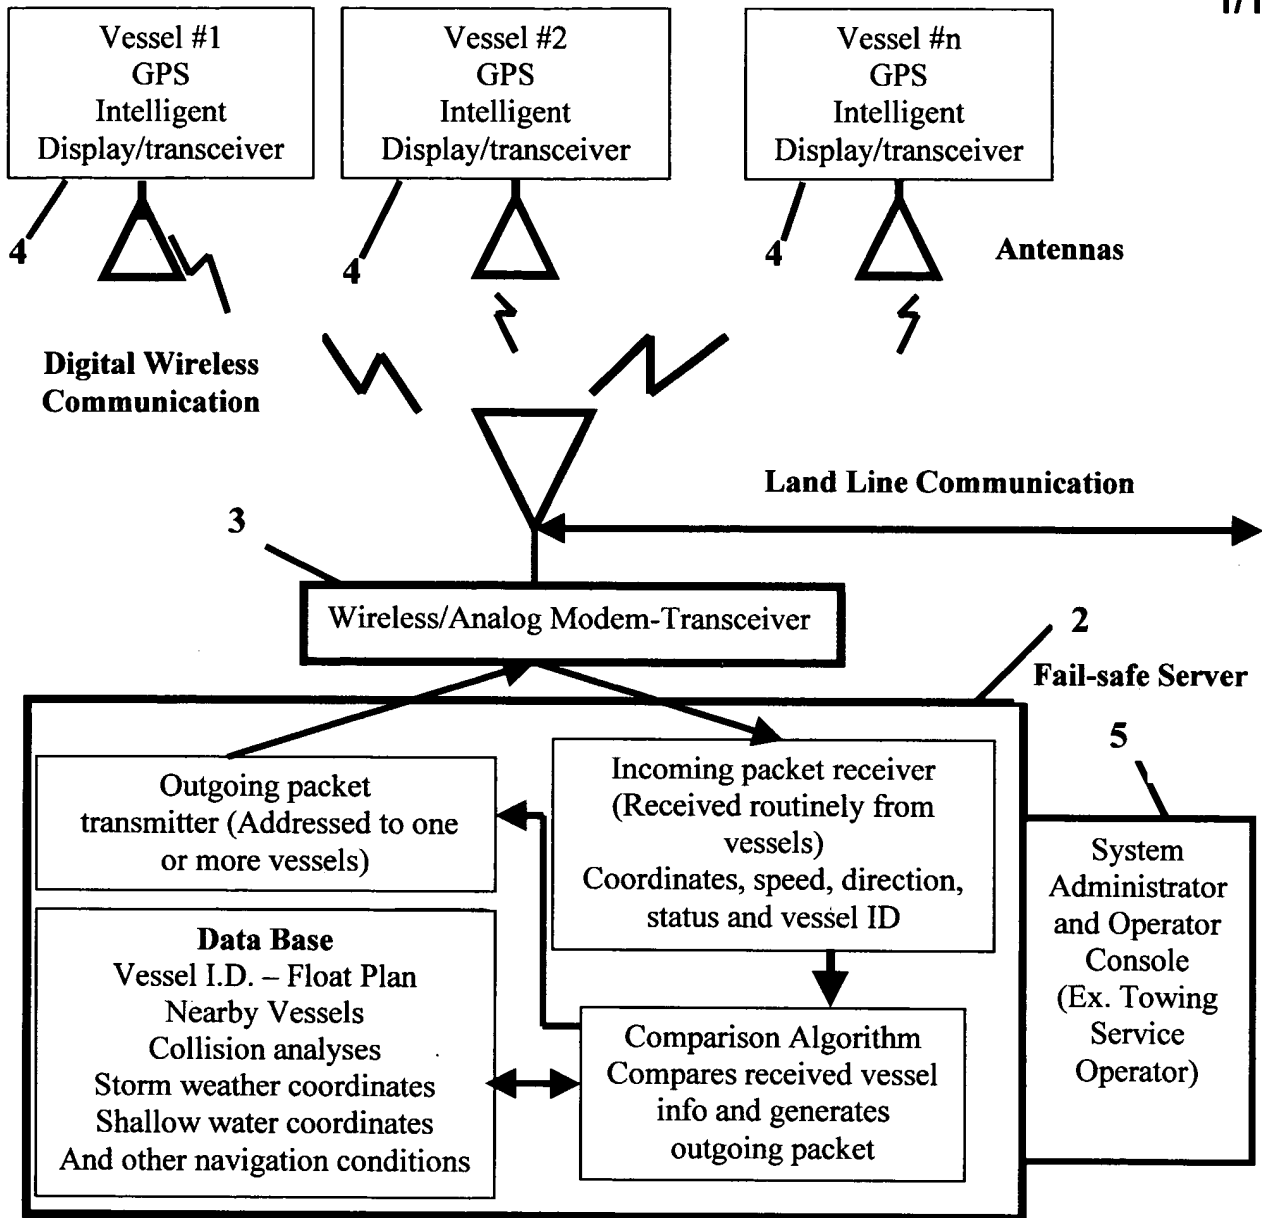 1/1
Vessel #1
GPS
Intelligent
Display/transceiver
Vessel #2
GPS
Intelligent
Display/transceiver
Vessel #n
GPS
Intelligent
Display/transceiver
4
4
4
Antennas
Digital Wireless
Communication
Land Line Communication
3
Wireless/Analog Modem-Transceiver
2
Fail-safe Server
5
Outgoing packet
transmitter (Addressed to one
or more vessels)
Incoming packet receiver
(Received routinely from
vessels)
Coordinates, speed, direction,
status and vessel ID
System
Administrator
and Operator
Console
(Ex. Towing
Service
Operator)
Data Base
Vessel I.D. – Float Plan
Nearby Vessels
Collision analyses
Storm weather coordinates
Shallow water coordinates
And other navigation conditions
Comparison Algorithm
Compares received vessel
info and generates
outgoing packet